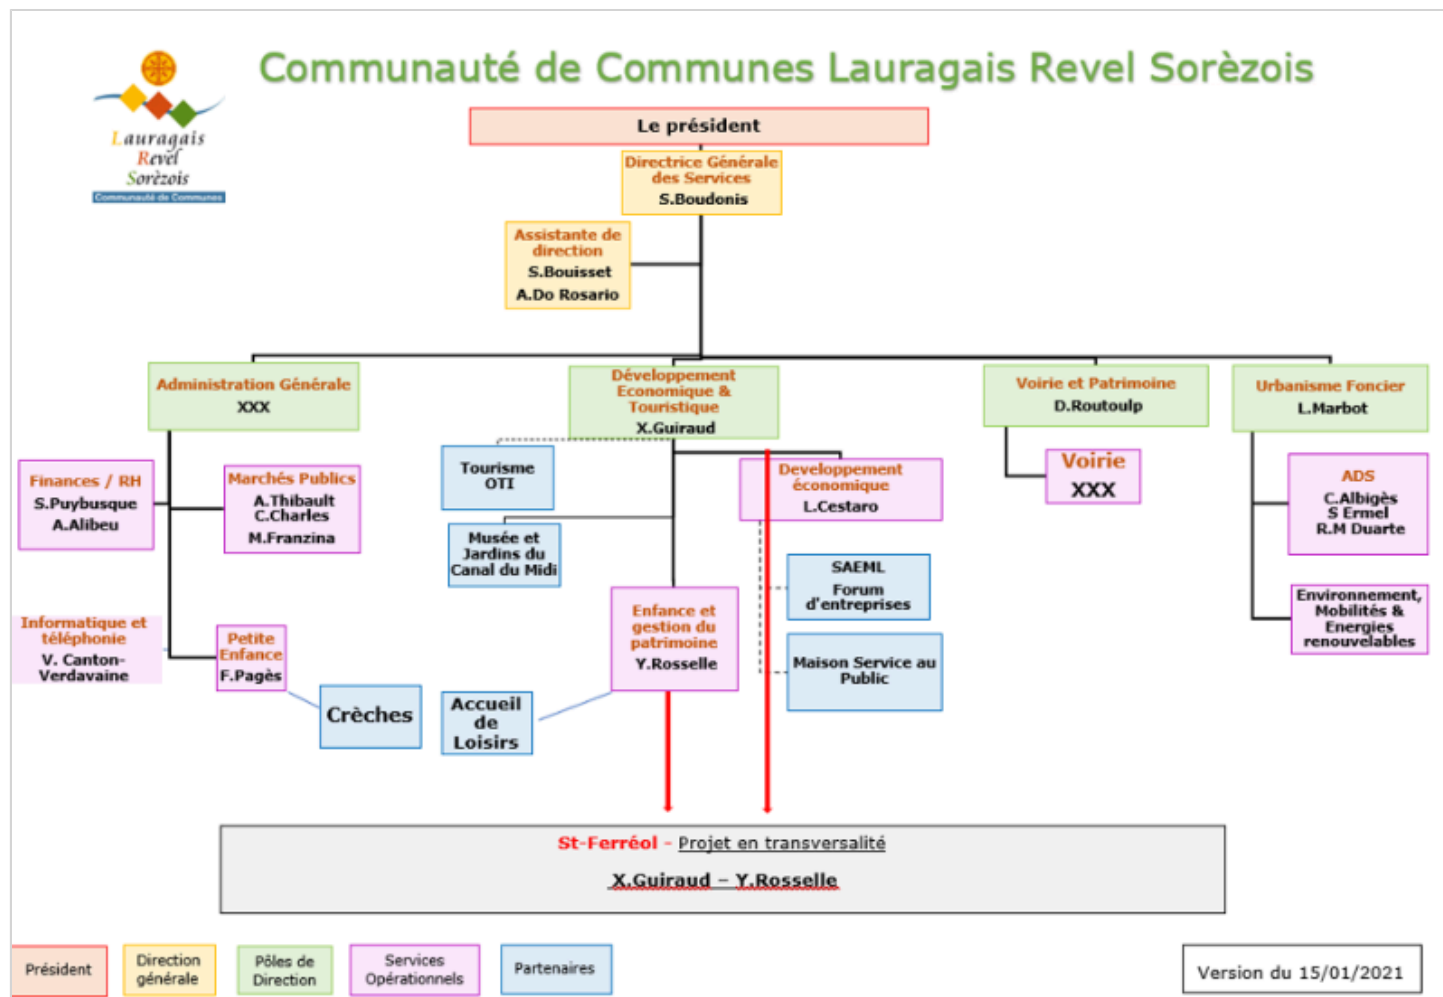 Communauté de Communes Lauragais Revel Sorèzois
Lauragais
Revel
Sorèzois
Communauté de Communes
Le président
Directrice Générale
des Services
S.Boudonis
Assistante de
direction
S.Bouisset
A.Do Rosario
Administration Générale
XXX
Développement
Economique &
Touristique
X.Guiraud
Voirie et Patrimoine
D.Routoulp
Urbanisme Foncier
L.Marbot
Finances / RH
S.Puybusque
A.Alibeu
Marchés Publics
A.Thibault
C.Charles
M.Franzina
Tourisme
OTI
Developpement
économique
L.Cestaro
Voirie
XXX
ADS
C.Albigès
S Ermel
R.M Duarte
Musée et
Jardins du
Canal du Midi
SAEML
Forum
d'entreprises
Environnement,
Mobilités &
Energies
renouvelables
Informatique et
téléphonie
V. Canton-
Verdavaine
Petite
Enfance
F.Pagès
Enfance et
gestion du
patrimoine
Y.Rosselle
Maison Service au
Public
Crèches
Accueil
de
Loisirs
St-Ferréol - Projet en transversalité
X.Guiraud – Y.Rosselle
Président
Direction
générale
Pôles de
Direction
Services
Opérationnels
Partenaires
Version du 15/01/2021